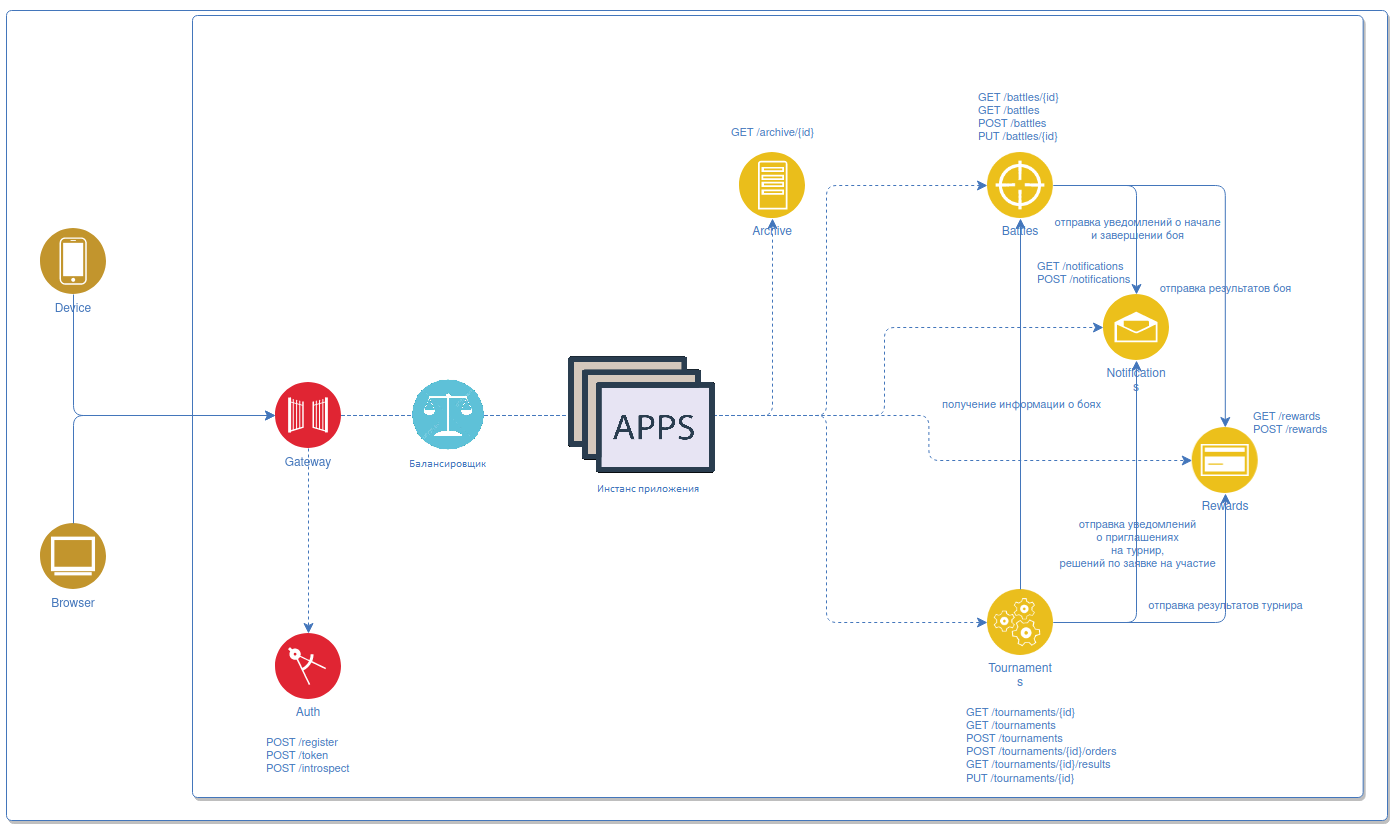 GET /battles/{id}
GET /battles
POST /battles
PUT /battles/{id}
GET /archive/{id}
Archive
Battles
отправка уведомлений о начале
и завершении боя
GET /notifications
POST /notifications
отправка результатов боя
Device
Notification
s
получение информации о боях
GET /rewards
POST /rewards
APPS
Gateway
Балансировщик
Инстанс приложения
Rewards
отправка уведомлений
о приглашениях
на турнир,
решений по заявке на участие
Browser
отправка результатов турнира
Tournament
s
Auth
POST /register
POST /token
POST /introspect
GET /tournaments/{id}
GET /tournaments
POST /tournaments
POST /tournaments/{id}/orders
GET /tournaments/{id}/results
PUT /tournaments/{id}